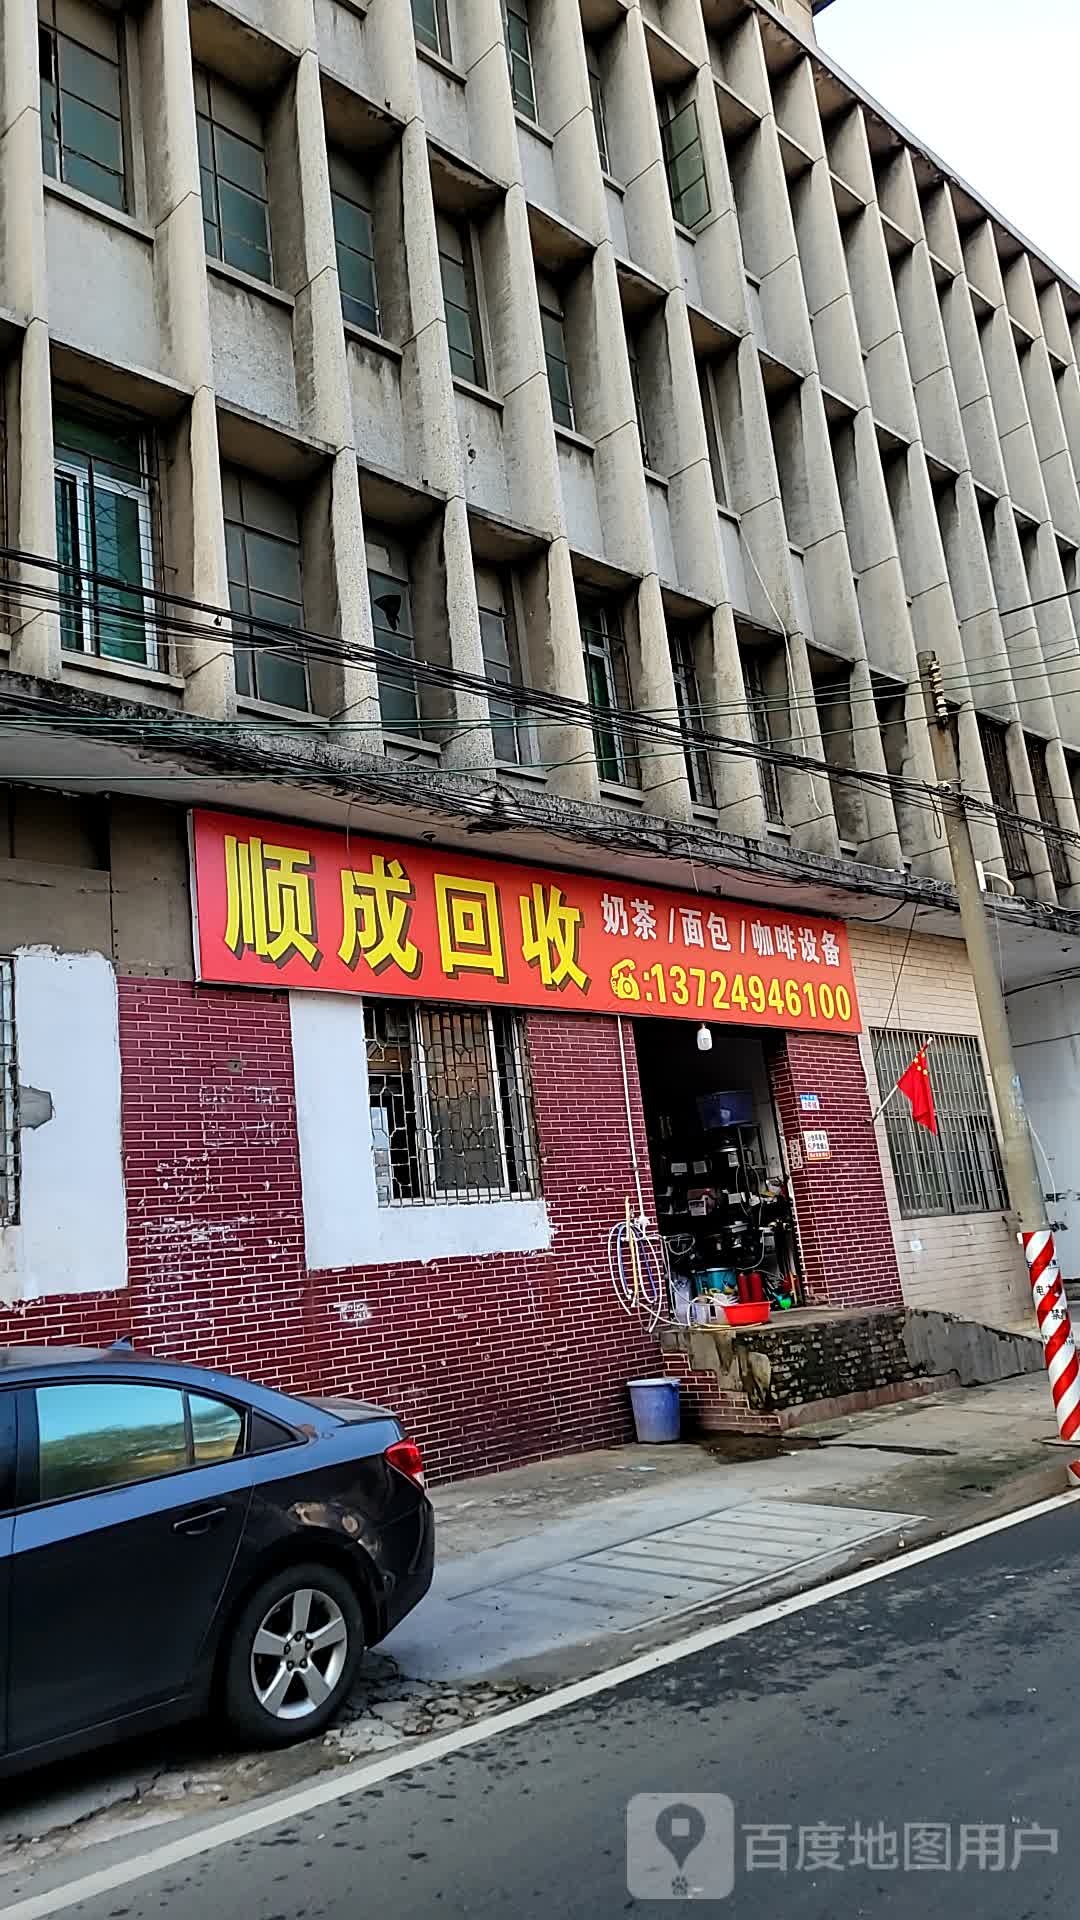 顺成回收
奶茶/面包/咖啡设备
☎:13724946100
百度地图用户